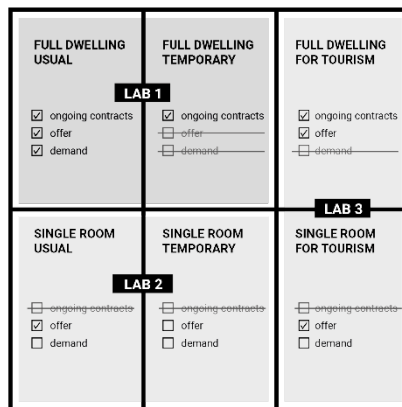 FULL DWELLING
USUAL
FULL DWELLING
TEMPORARY
FULL DWELLING
FOR TOURISM
LAB 1
ongoing contracts
offer
demand
ongoing contracts
offer
demand
ongoing contracts
offer
demand
LAB 3
SINGLE ROOM
USUAL
SINGLE ROOM
TEMPORARY
SINGLE ROOM
FOR TOURISM
LAB 2
ongoing contracts
offer
demand
ongoing contracts
offer
demand
ongoing contracts
offer
demand